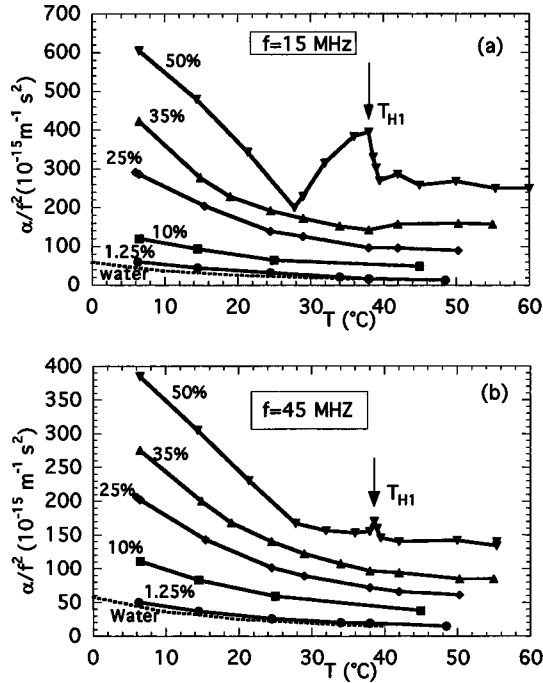 700
600
500
400
300
200
100
0
α/f² (10⁻¹⁵m⁻¹ s²)
50%
35%
25%
10%
1.25%
water
f=15 MHz
(a)
T_H1
0 10 20 30 40 50 60
T (°C)
400
350
300
250
200
150
100
50
0
α/f² (10⁻¹⁵ m⁻¹ s²)
50%
35%
25%
10%
1.25%
Water
f=45 MHZ
(b)
T_H1
0 10 20 30 40 50 60
T (°C)